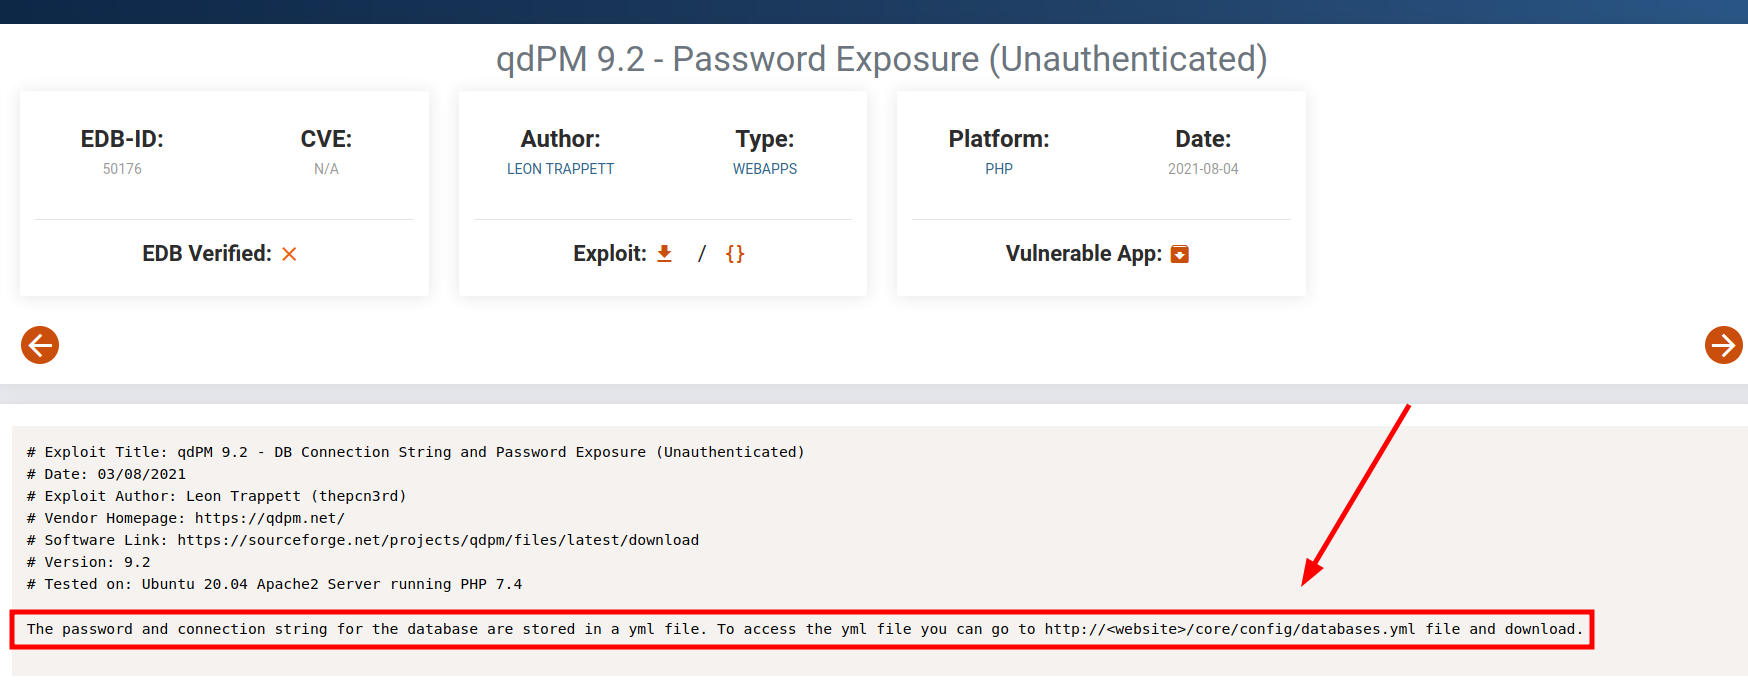 qdPM 9.2 - Password Exposure (Unauthenticated)
EDB-ID:
50176
CVE:
N/A
EDB Verified:
Author:
LEON TRAPPETT
Type:
WEBAPPS
Exploit: / {}
Platform:
PHP
Date:
2021-08-04
Vulnerable App:
# Exploit Title: qdPM 9.2 - DB Connection String and Password Exposure (Unauthenticated)
# Date: 03/08/2021
# Exploit Author: Leon Trappett (thepcn3rd)
# Vendor Homepage: https://qdpm.net/
# Software Link: https://sourceforge.net/projects/qdpm/files/latest/download
# Version: 9.2
# Tested on: Ubuntu 20.04 Apache2 Server running PHP 7.4
The password and connection string for the database are stored in a yml file. To access the yml file you can go to http://<website>/core/config/databases.yml file and download.